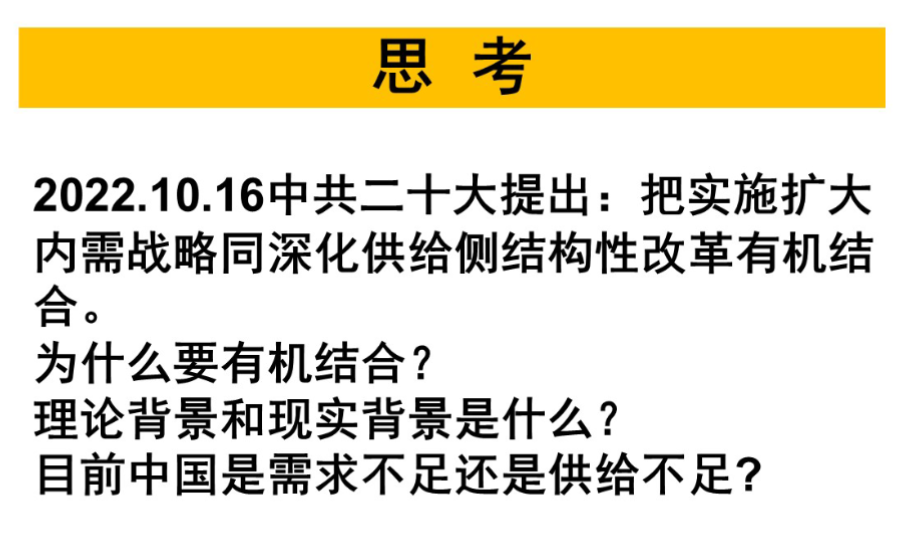 思 考
2022.10.16中共二十大提出：把实施扩大
内需战略同深化供给侧结构性改革有机结
合。
为什么要有机结合？
理论背景和现实背景是什么？
目前中国是需求不足还是供给不足?